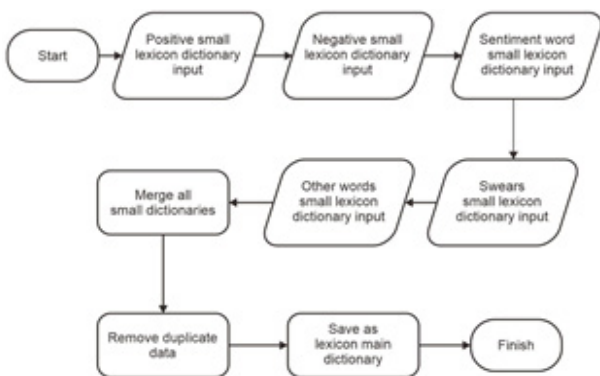 Start
Positive small
lexicon dictionary
input
Negative small
lexicon dictionary
input
Sentiment word
small lexicon
dictionary input
Swears
small lexicon
dictionary input
Other words
small lexicon
dictionary input
Merge all
small dictionaries
Remove duplicate
data
Save as
lexicon main
dictionary
Finish